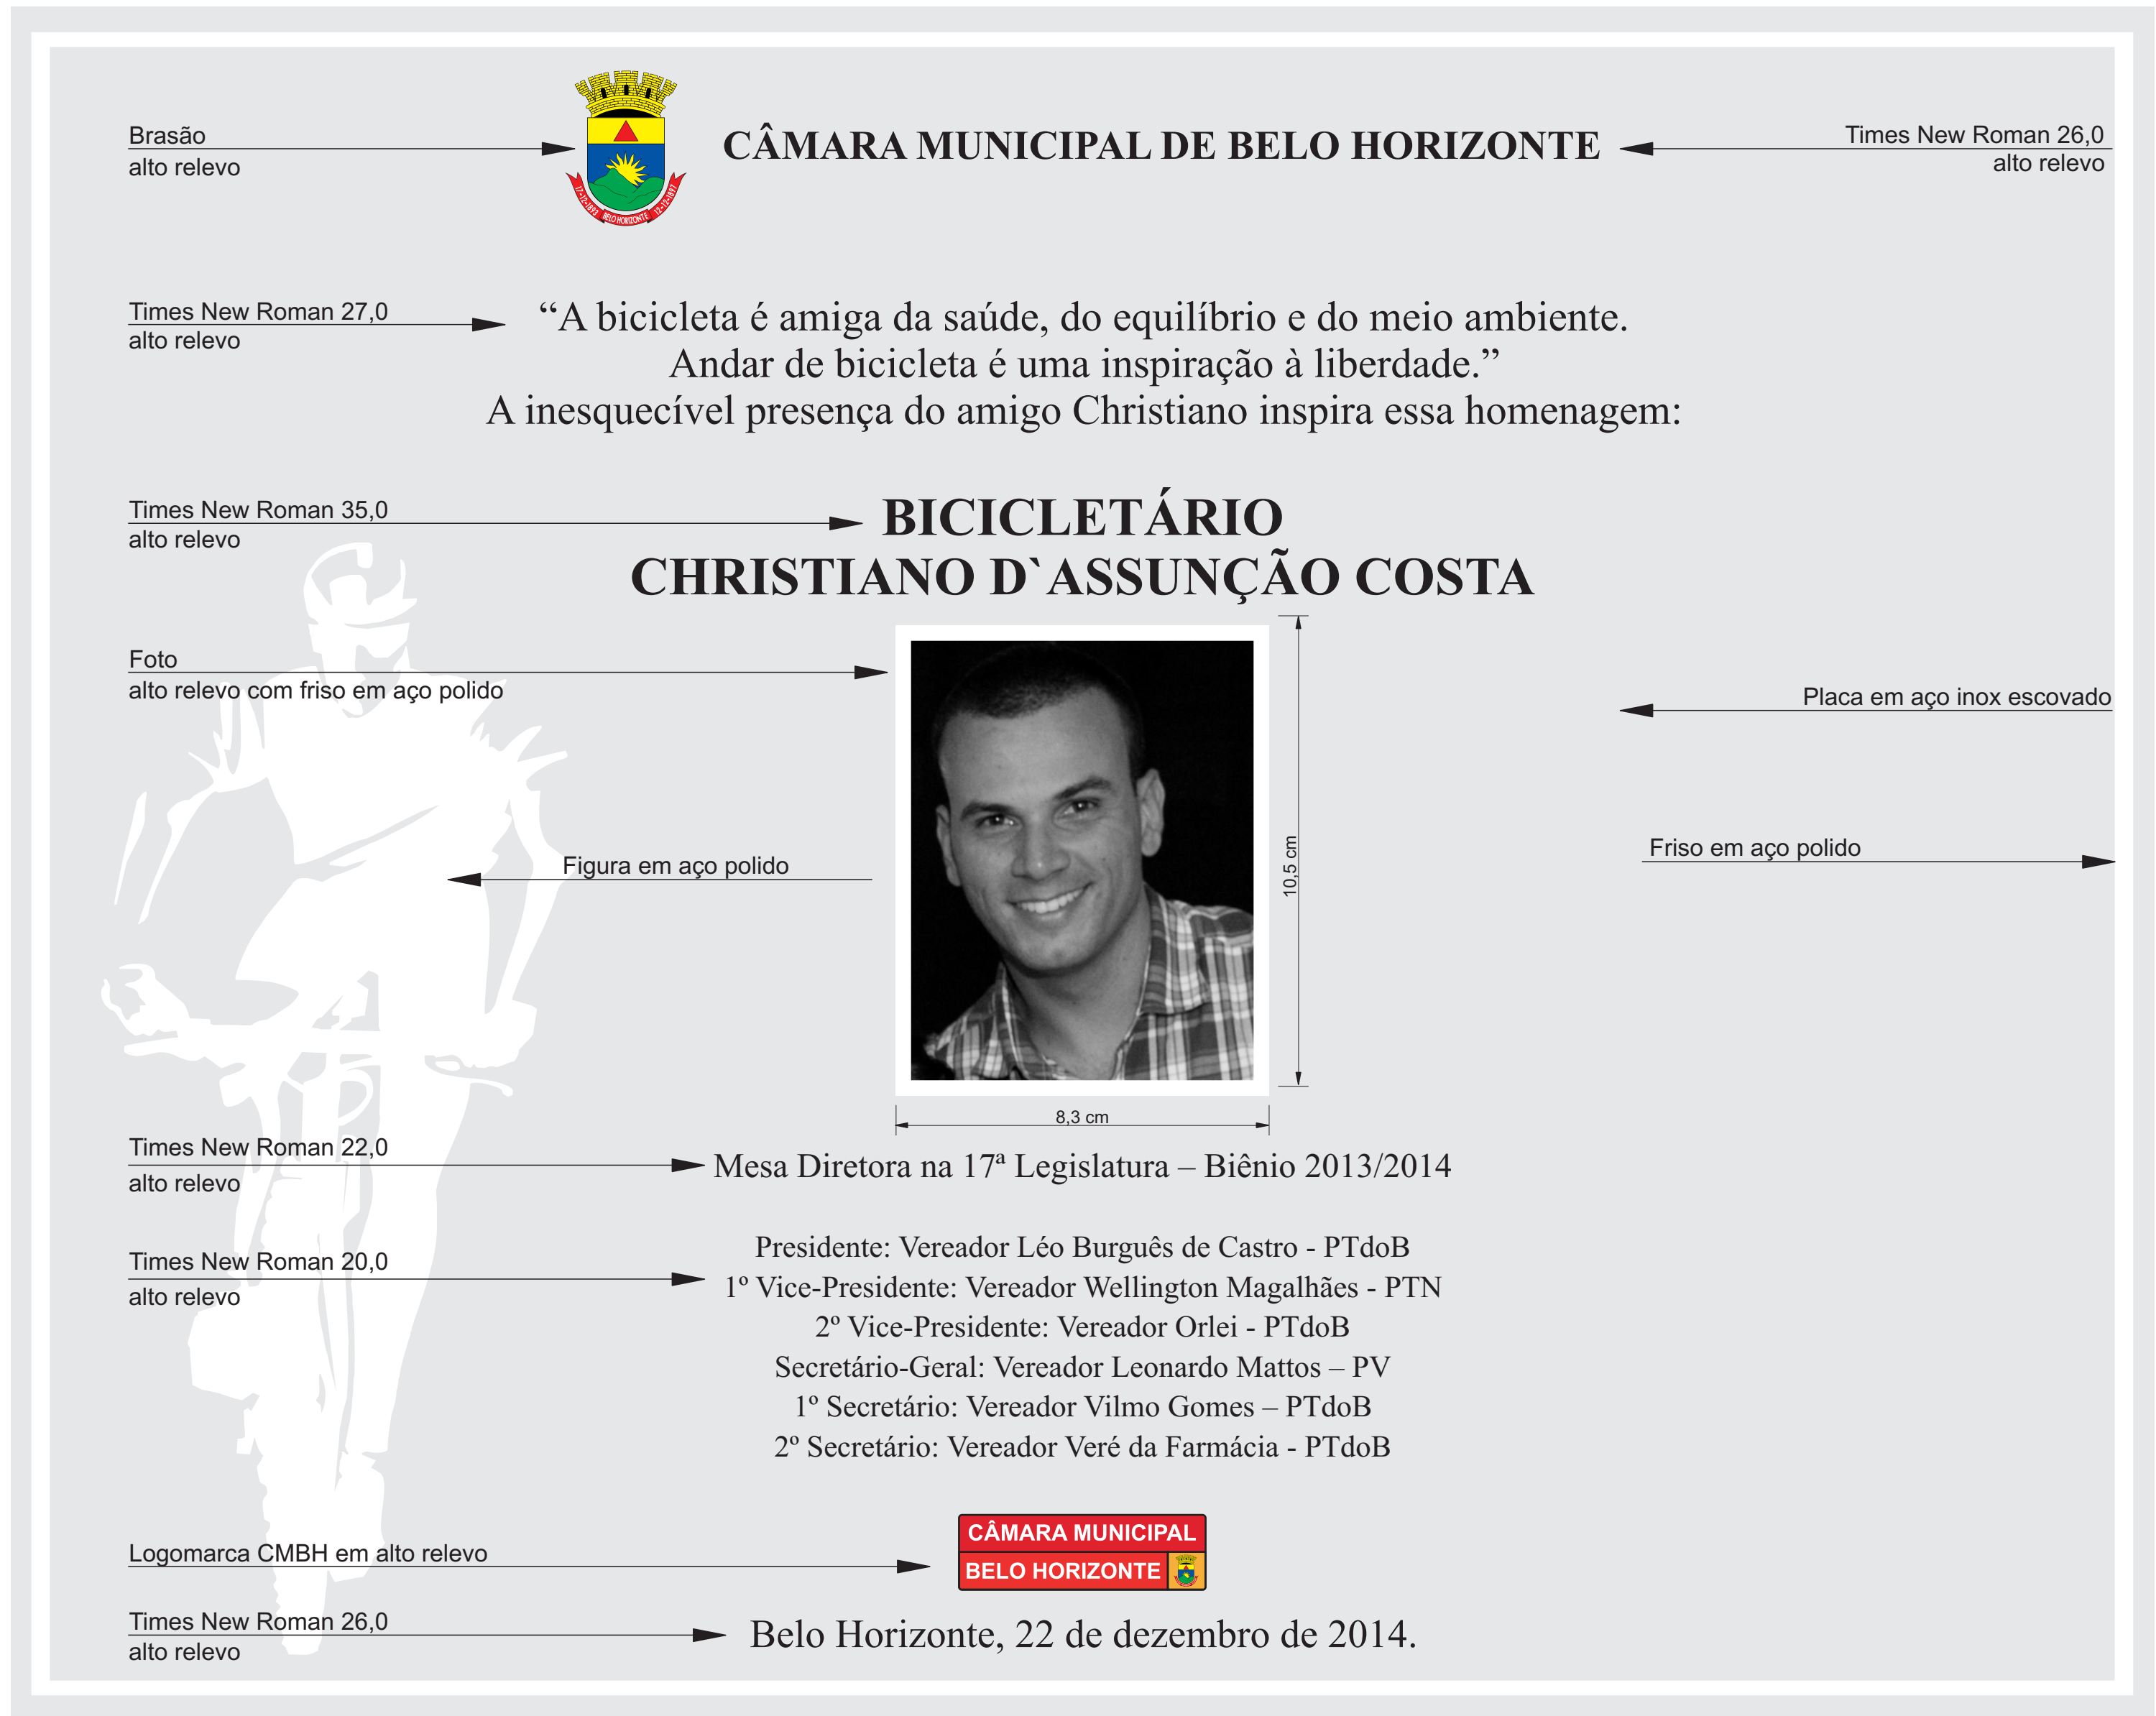 Brasão
alto relevo
17-12-1893 BELO HORIZONTE 12-12-1897
CÂMARA MUNICIPAL DE BELO HORIZONTE
Times New Roman 26,0
alto relevo
Times New Roman 27,0
alto relevo
“A bicicleta é amiga da saúde, do equilíbrio e do meio ambiente.
Andar de bicicleta é uma inspiração à liberdade.”
A inesquecível presença do amigo Christiano inspira essa homenagem:
Times New Roman 35,0
alto relevo
BICICLETÁRIO
CHRISTIANO D`ASSUNÇÃO COSTA
Foto
alto relevo com friso em aço polido
Placa em aço inox escovado
Figura em aço polido
10,5 cm
Friso em aço polido
8,3 cm
Times New Roman 22,0
alto relevo
Mesa Diretora na 17ª Legislatura – Biênio 2013/2014
Times New Roman 20,0
alto relevo
Presidente: Vereador Léo Burguês de Castro - PTdoB
1º Vice-Presidente: Vereador Wellington Magalhães - PTN
2º Vice-Presidente: Vereador Orlei - PTdoB
Secretário-Geral: Vereador Leonardo Mattos – PV
1º Secretário: Vereador Vilmo Gomes – PTdoB
2º Secretário: Vereador Veré da Farmácia - PTdoB
Logomarca CMBH em alto relevo
CÂMARA MUNICIPAL
BELO HORIZONTE
Times New Roman 26,0
alto relevo
Belo Horizonte, 22 de dezembro de 2014.